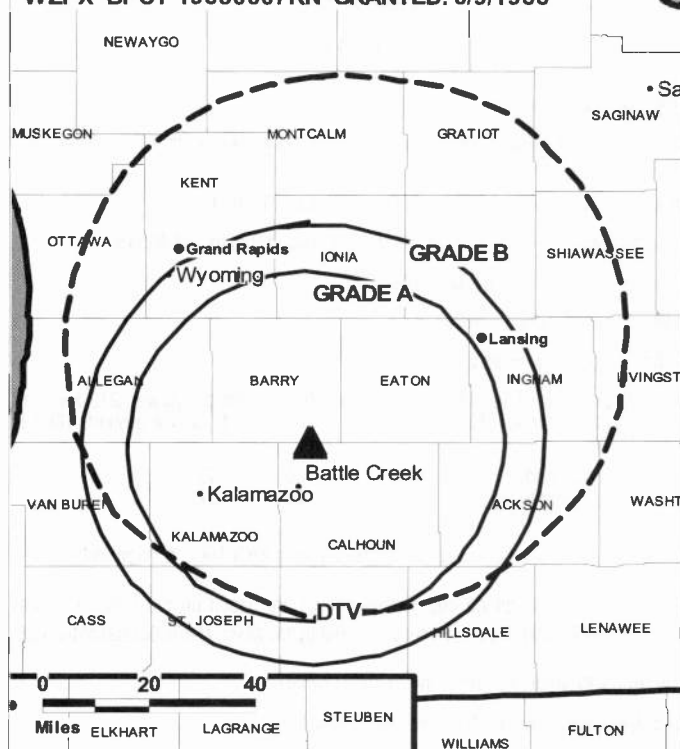 NEWAYGO
Sa
SAGINAW
MUSKEGON
MONTCALM
GRATIOT
KENT
OTTAWA
Grand Rapids
IONIA
GRADE B
SHIAWASSEE
Wyoming
GRADE A
Lansing
ALLEGAN
BARRY
EATON
INGHAM
LIVINGST
Battle Creek
Kalamazoo
VAN BUREN
ACKSON
WASHT
KALAMAZOO
CALHOUN
DTV
CASS
ST. JOSEPH
HILLSDALE
LENAWEE
0 20 40
Miles
ELKHART
LAGRANGE
STEUBEN
WILLIAMS
FULTON